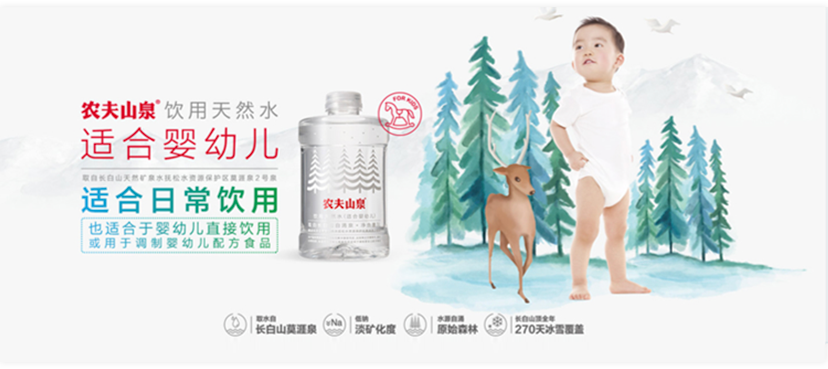 农夫山泉® 饮用天然水
适合婴幼儿
取自长白山天然矿泉水抚松水资源保护区莫涯泉2号泉
适合日常饮用
也适合于婴幼儿直接饮用
或用于调制婴幼儿配方食品
FOR KIDS
农夫山泉
取水自
长白山莫涯泉
Na
低钠
淡矿化度
水源自涌
原始森林
长白山顶全年
270天冰雪覆盖